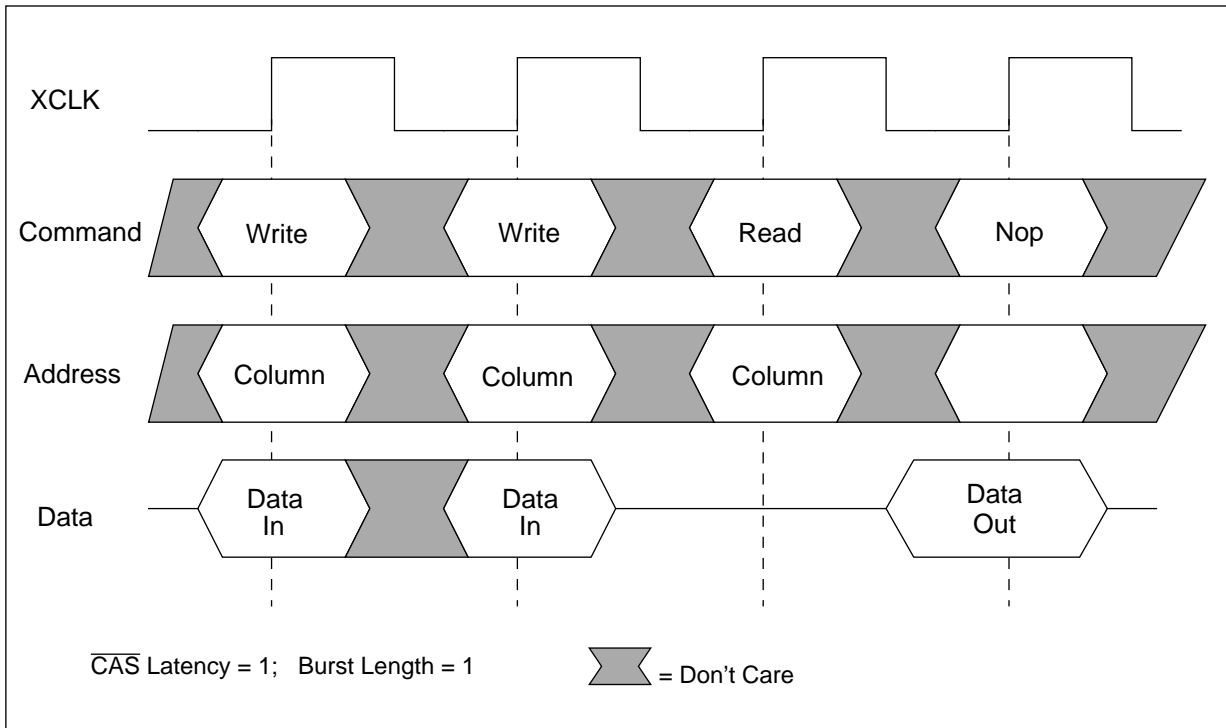 XCLK
Command
Write
Write
Read
Nop
Address
Column
Column
Column
Data
Data
In
Data
In
Data
Out
CAS Latency = 1; Burst Length = 1
= Don't Care